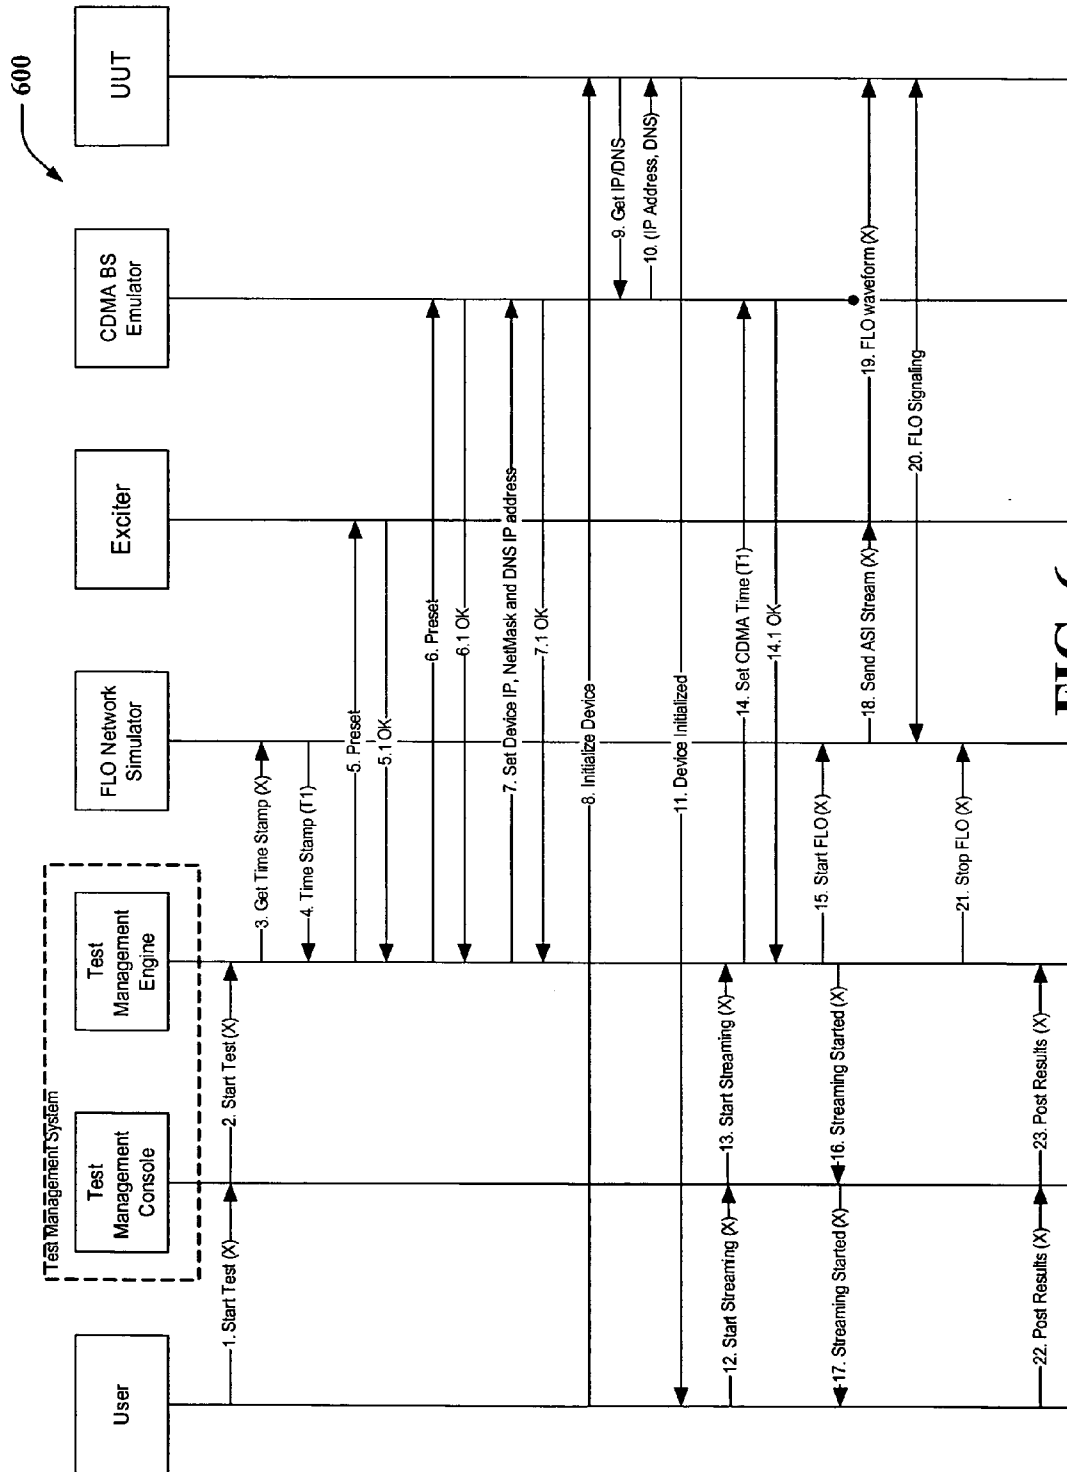 600
User
Test Management System
Test
Management
Console
Test
Management
Engine
FLO Network
Simulator
Exciter
CDMA BS
Emulator
UUT
1. Start Test (X)
2. Start Test (X)
3. Get Time Stamp (X)
4. Time Stamp (T1)
5. Preset
5.1 OK
6. Preset
6.1 OK
7. Set Device IP, NetMask and DNS IP address
7.1 OK
8. Initialize Device
9. Get IP/DNS
10. (IP Address, DNS)
11. Device Initialized
12. Start Streaming (X)
13. Start Streaming (X)
14. Set CDMA Time (T1)
14.1 OK
15. Start FLO (X)
16. Streaming Started (X)
17. Streaming Started (X)
18. Send ASI Stream (X)
19. FLO waveform (X)
20. FLO Signaling
21. Stop FLO (X)
22. Post Results (X)
23. Post Results (X)